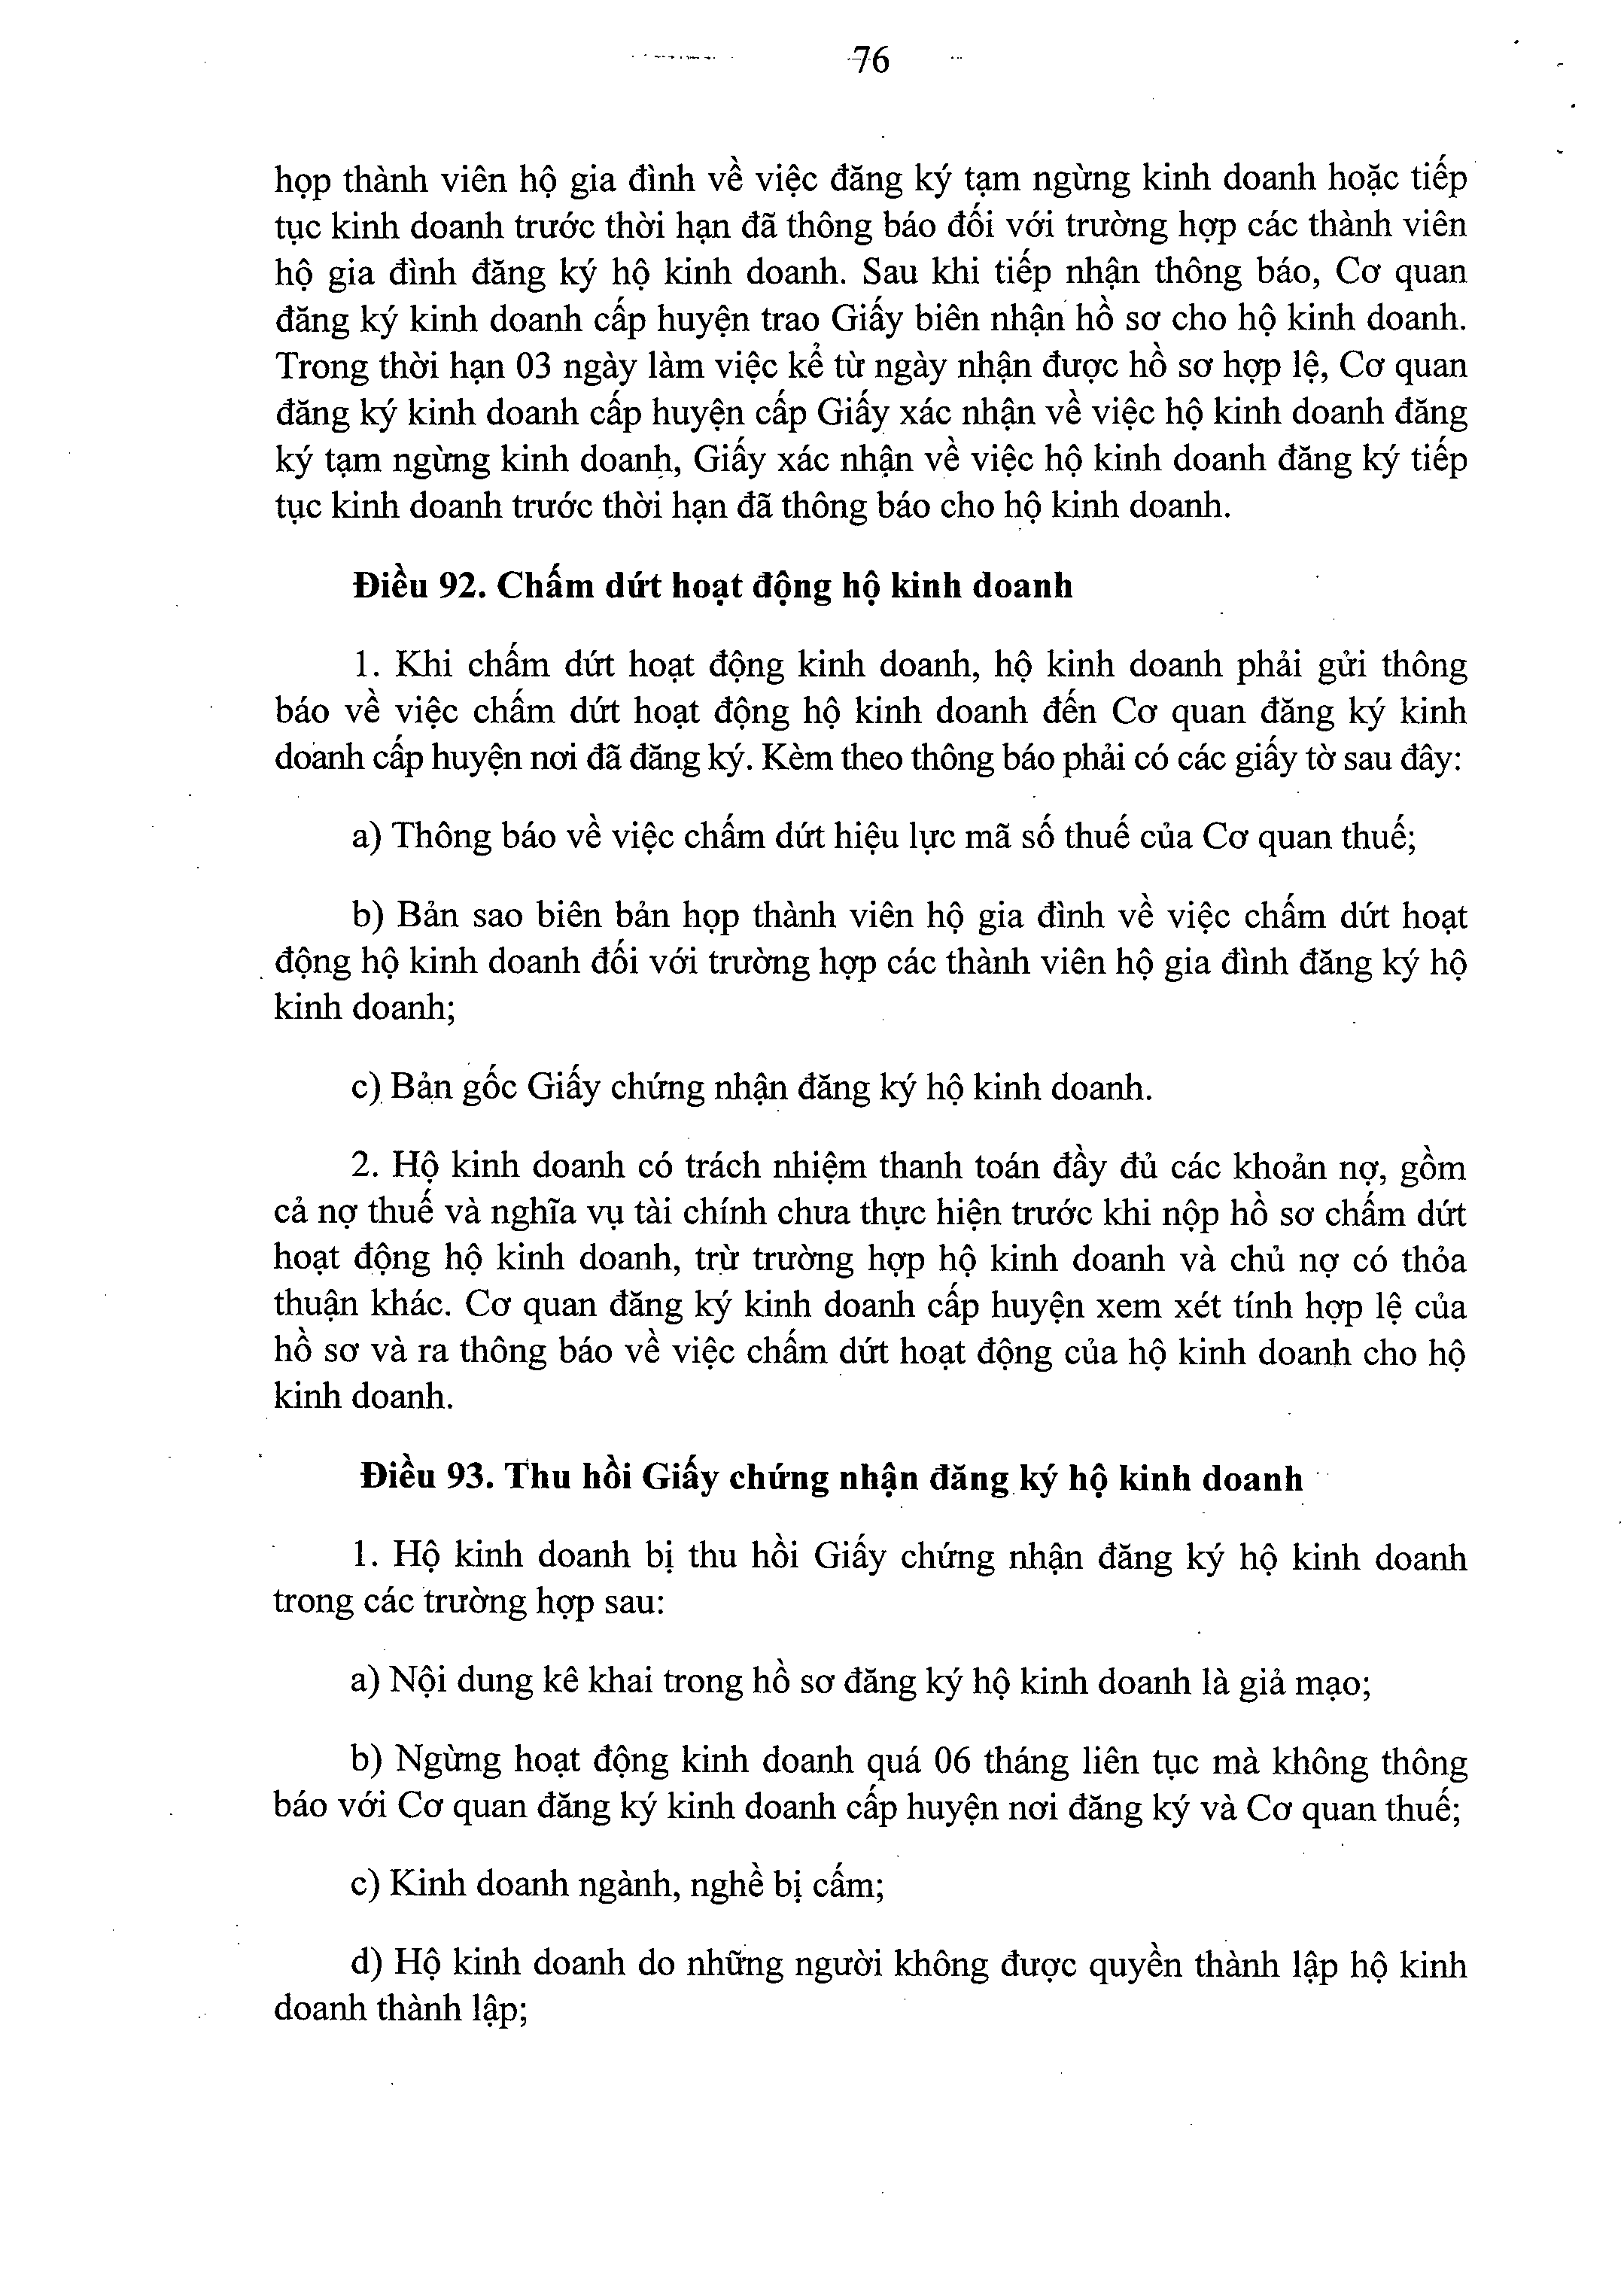 76
họp thành viên hộ gia đình về việc đăng ký tạm ngừng kinh doanh hoặc tiếp
tục kinh doanh trước thời hạn đã thông báo đối với trường hợp các thành viên
hộ gia đình đăng ký hộ kinh doanh. Sau khi tiếp nhận thông báo, Cơ quan
đăng ký kinh doanh cấp huyện trao Giấy biên nhận hồ sơ cho hộ kinh doanh.
Trong thời hạn 03 ngày làm việc kể từ ngày nhận được hồ sơ hợp lệ, Cơ quan
đăng ký kinh doanh cấp huyện cấp Giấy xác nhận về việc hộ kinh doanh đăng
ký tạm ngừng kinh doanh, Giấy xác nhận về việc hộ kinh doanh đăng ký tiếp
tục kinh doanh trước thời hạn đã thông báo cho hộ kinh doanh.
Điều 92. Chấm dứt hoạt động hộ kinh doanh
1. Khi chấm dứt hoạt động kinh doanh, hộ kinh doanh phải gửi thông
báo về việc chấm dứt hoạt động hộ kinh doanh đến Cơ quan đăng ký kinh
doanh cấp huyện nơi đã đăng ký. Kèm theo thông báo phải có các giấy tờ sau đây:
a) Thông báo về việc chấm dứt hiệu lực mã số thuế của Cơ quan thuế;
b) Bản sao biên bản họp thành viên hộ gia đình về việc chấm dứt hoạt
động hộ kinh doanh đối với trường hợp các thành viên hộ gia đình đăng ký hộ
kinh doanh;
c) Bản gốc Giấy chứng nhận đăng ký hộ kinh doanh.
2. Hộ kinh doanh có trách nhiệm thanh toán đầy đủ các khoản nợ, gồm
cả nợ thuế và nghĩa vụ tài chính chưa thực hiện trước khi nộp hồ sơ chấm dứt
hoạt động hộ kinh doanh, trừ trường hợp hộ kinh doanh và chủ nợ có thỏa
thuận khác. Cơ quan đăng ký kinh doanh cấp huyện xem xét tính hợp lệ của
hồ sơ và ra thông báo về việc chấm dứt hoạt động của hộ kinh doanh cho hộ
kinh doanh.
Điều 93. Thu hồi Giấy chứng nhận đăng ký hộ kinh doanh
1. Hộ kinh doanh bị thu hồi Giấy chứng nhận đăng ký hộ kinh doanh
trong các trường hợp sau:
a) Nội dung kê khai trong hồ sơ đăng ký hộ kinh doanh là giả mạo;
b) Ngừng hoạt động kinh doanh quá 06 tháng liên tục mà không thông
báo với Cơ quan đăng ký kinh doanh cấp huyện nơi đăng ký và Cơ quan thuế;
c) Kinh doanh ngành, nghề bị cấm;
d) Hộ kinh doanh do những người không được quyền thành lập hộ kinh
doanh thành lập;